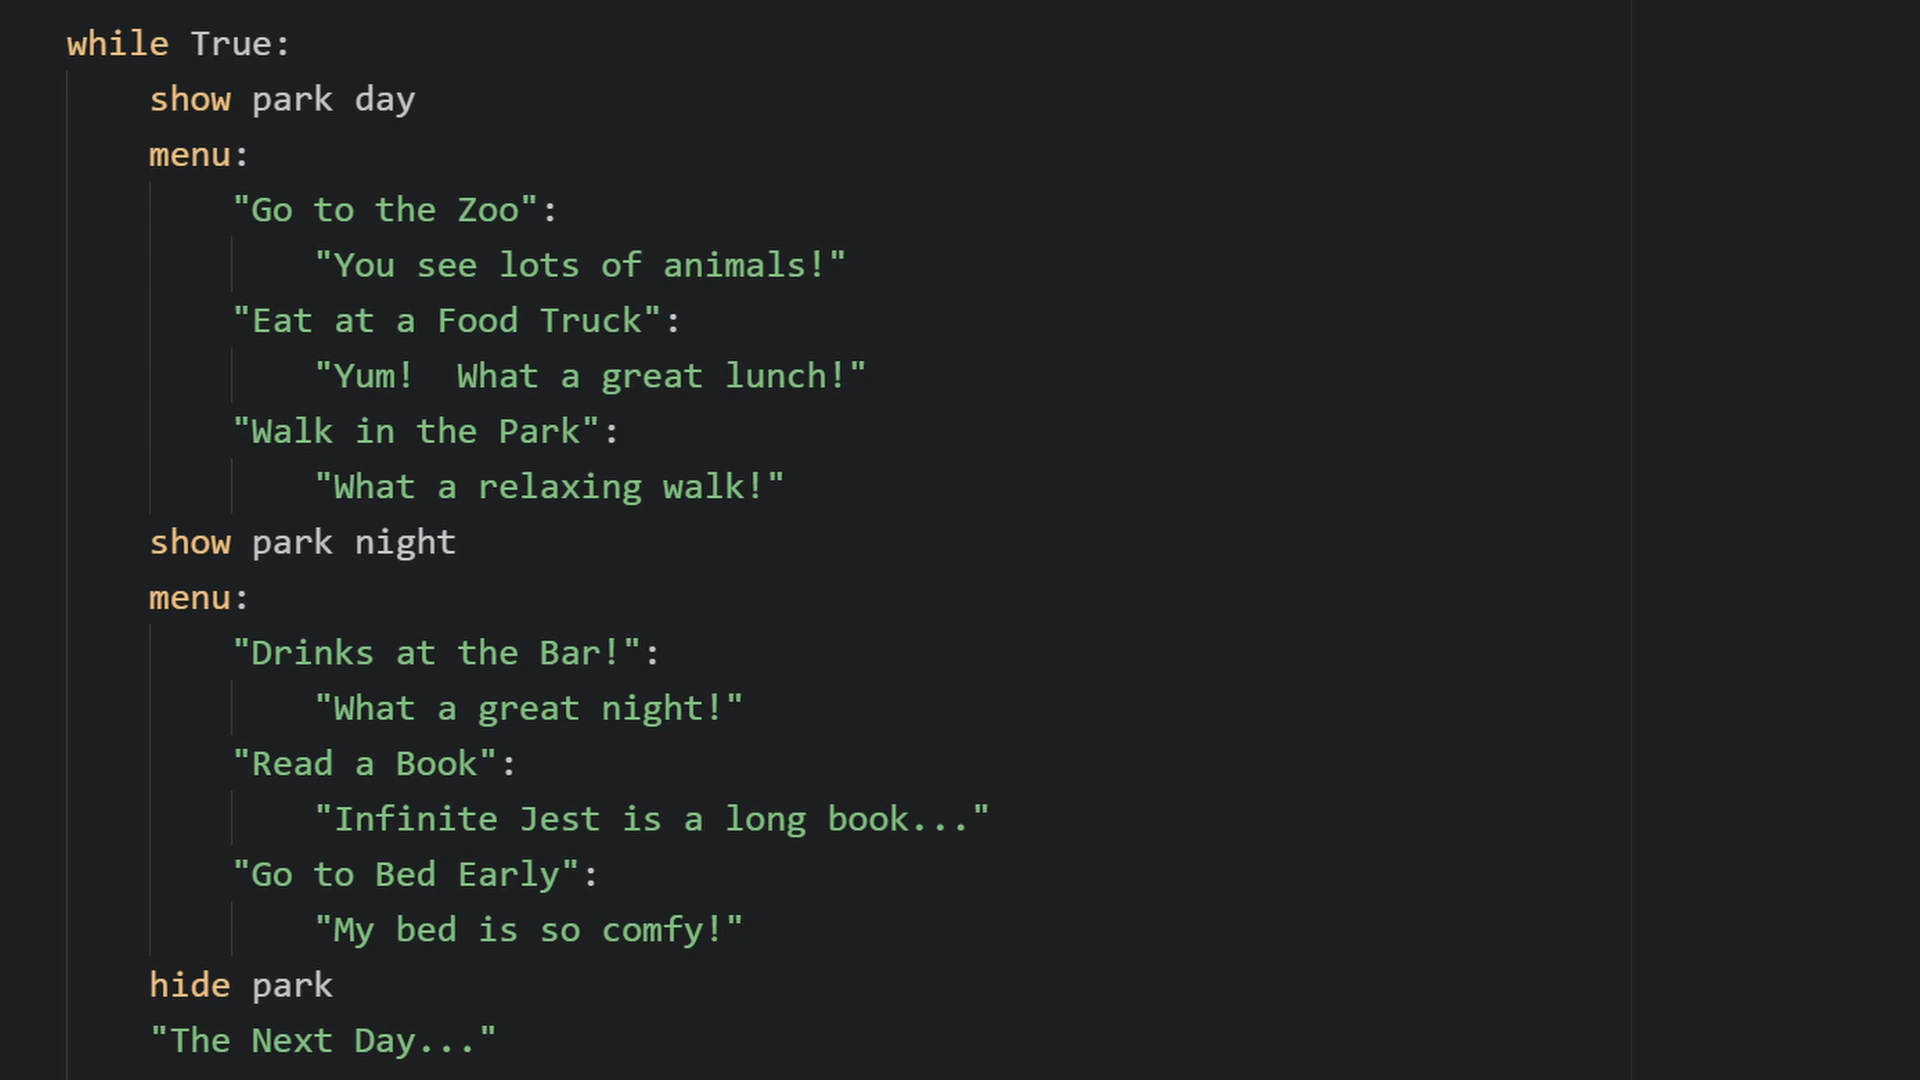 while True:
    show park day
    menu:
        "Go to the Zoo":
            "You see lots of animals!"
        "Eat at a Food Truck":
            "Yum!  What a great lunch!"
        "Walk in the Park":
            "What a relaxing walk!"
    show park night
    menu:
        "Drinks at the Bar!":
            "What a great night!"
        "Read a Book":
            "Infinite Jest is a long book..."
        "Go to Bed Early":
            "My bed is so comfy!"
    hide park
    "The Next Day..."